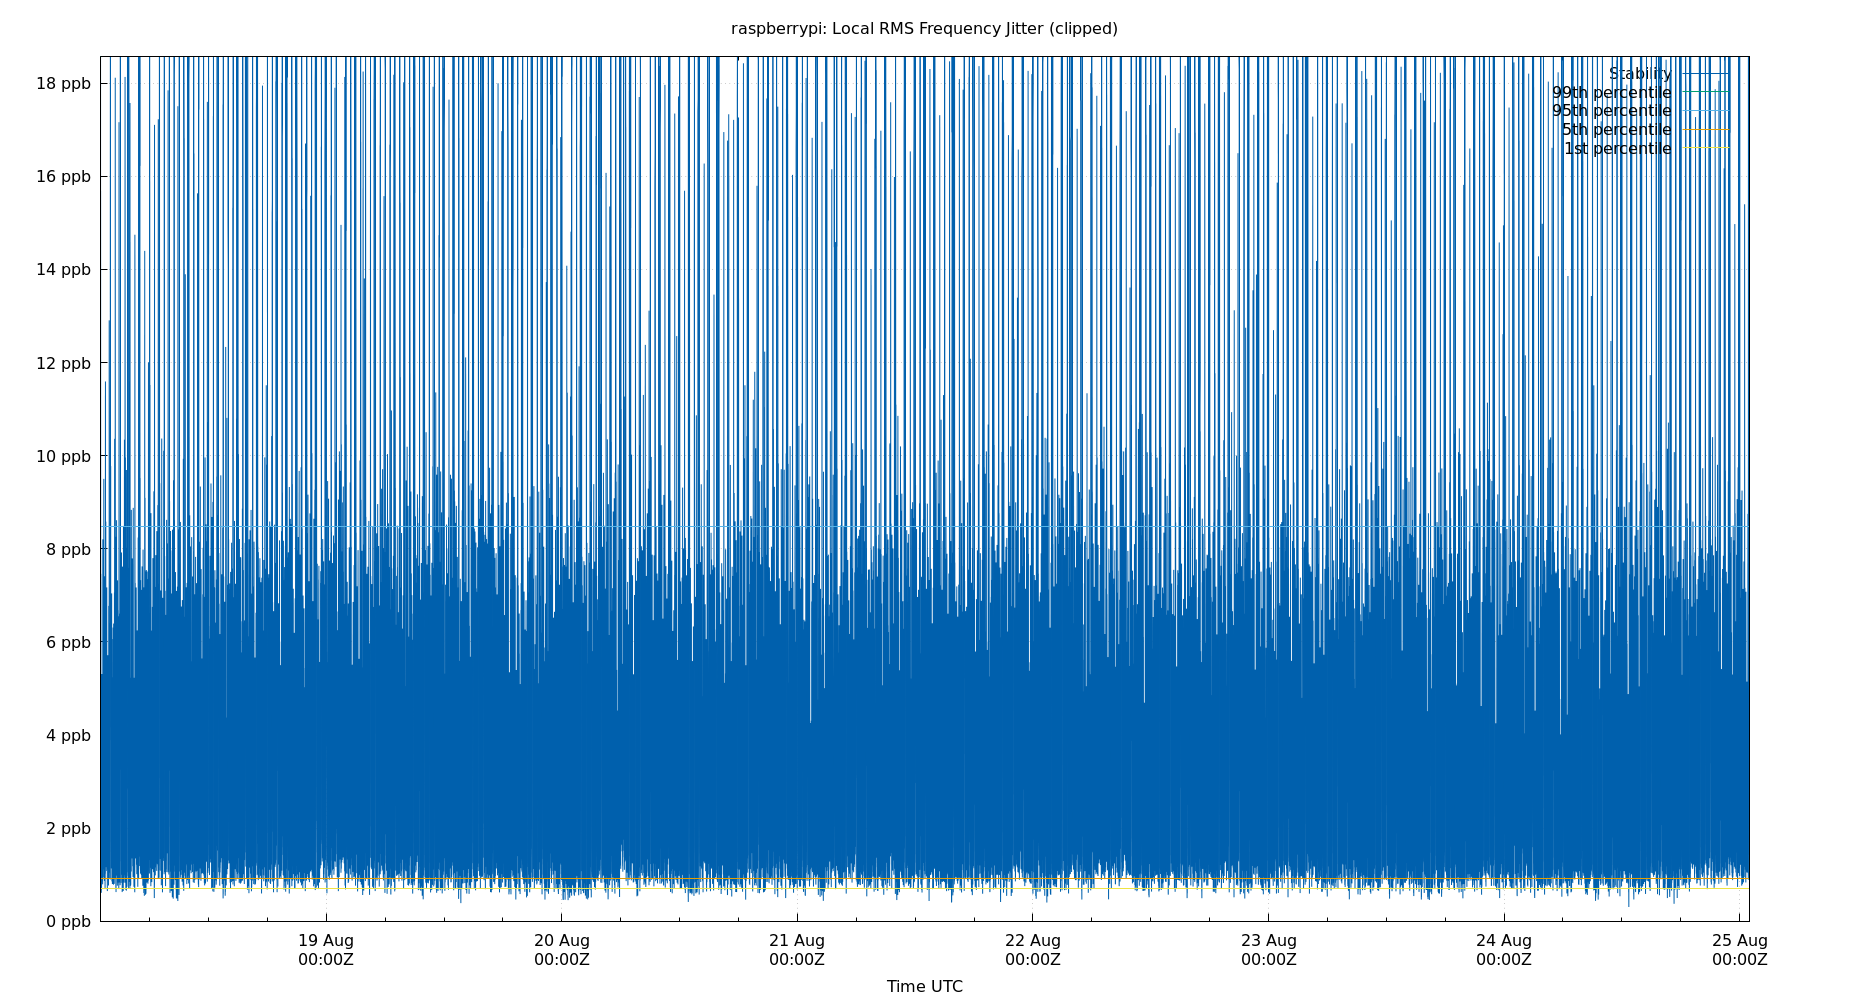 raspberrypi: Local RMS Frequency Jitter (clipped)
18 ppb
16 ppb
14 ppb
12 ppb
10 ppb
8 ppb
6 ppb
4 ppb
2 ppb
0 ppb
Stability
99th percentile
95th percentile
5th percentile
1st percentile
19 Aug
00:00Z
20 Aug
00:00Z
21 Aug
00:00Z
22 Aug
00:00Z
23 Aug
00:00Z
24 Aug
00:00Z
25 Aug
00:00Z
Time UTC